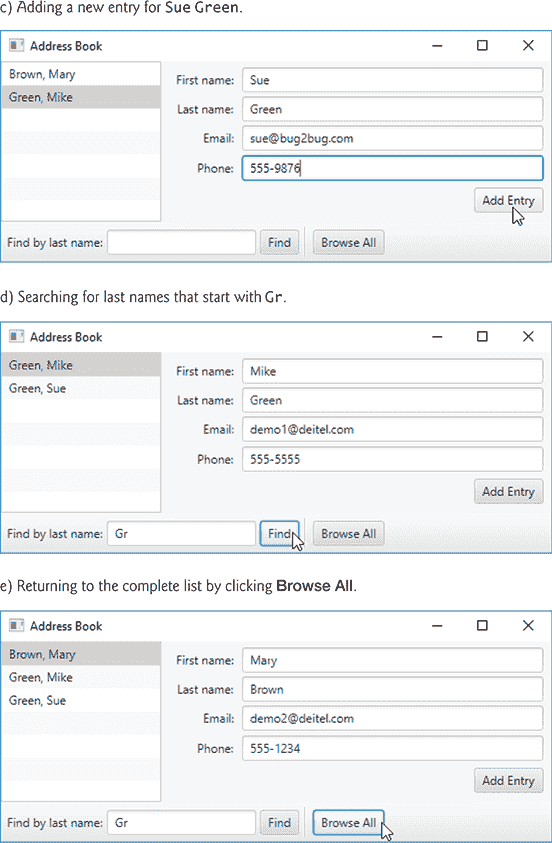 c) Adding a new entry for Sue Green.
Address Book
Brown, Mary
Green, Mike
First name: Sue
Last name: Green
Email: sue@bug2bug.com
Phone: 555-9876
Add Entry
Find by last name: Find Browse All
d) Searching for last names that start with Gr.
Address Book
Green, Mike
Green, Sue
First name: Mike
Last name: Green
Email: demo1@deitel.com
Phone: 555-5555
Add Entry
Find by last name: Gr Find Browse All
e) Returning to the complete list by clicking Browse All.
Address Book
Brown, Mary
Green, Mike
Green, Sue
First name: Mary
Last name: Brown
Email: demo2@deitel.com
Phone: 555-1234
Add Entry
Find by last name: Gr Find Browse All